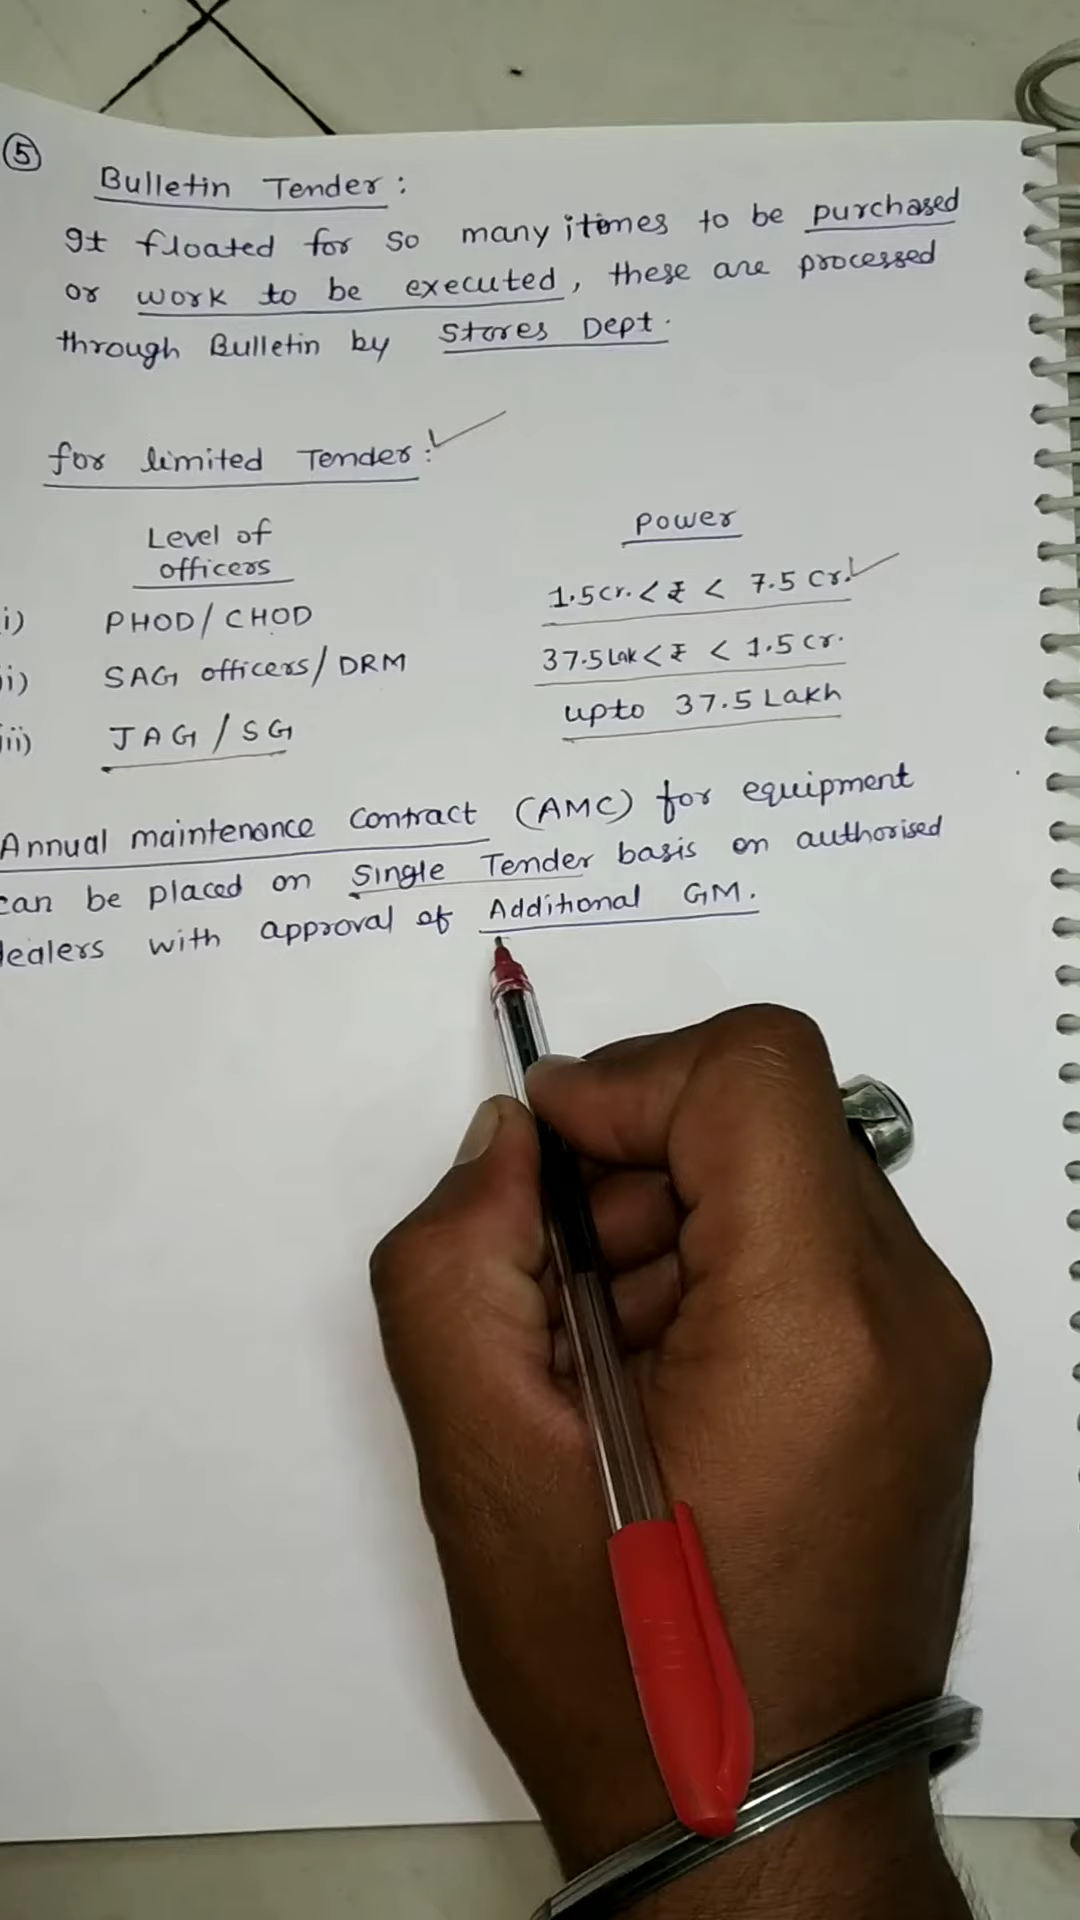 5
Bulletin Tender :
It floated for so many itemes to be purchased
or work to be executed, these are processed
through Bulletin by Stores Dept.
for limited Tender :
Level of officers Power
i) PHOD/CHOD 1.5 Cr. < ₹ < 7.5 Cr.
ii) SAG officers/DRM 37.5 Lak < ₹ < 1.5 Cr.
iii) JAG/SG upto 37.5 Lakh
Annual maintenance contract (AMC) for equipment
can be placed on Single Tender basis on authorised
dealers with approval of Additional GM.